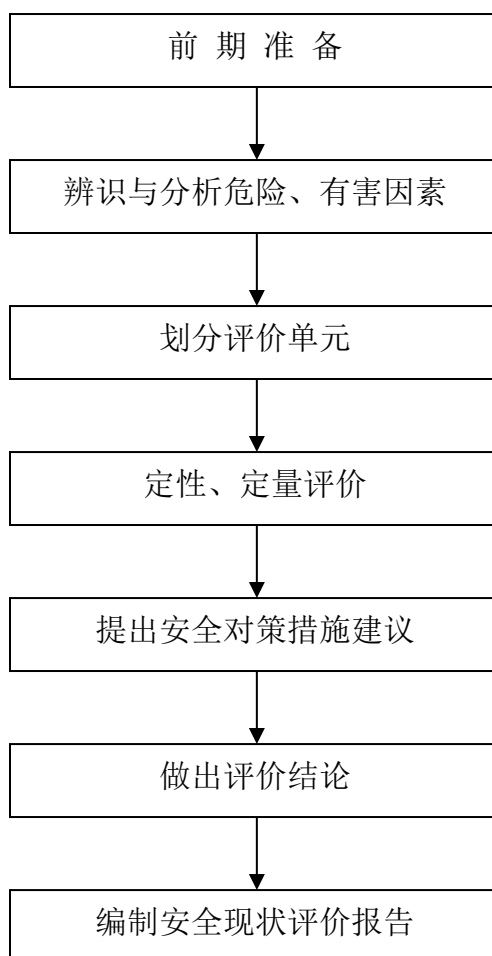 前 期 准 备
辨识与分析危险、有害因素
划分评价单元
定性、定量评价
提出安全对策措施建议
做出评价结论
编制安全现状评价报告